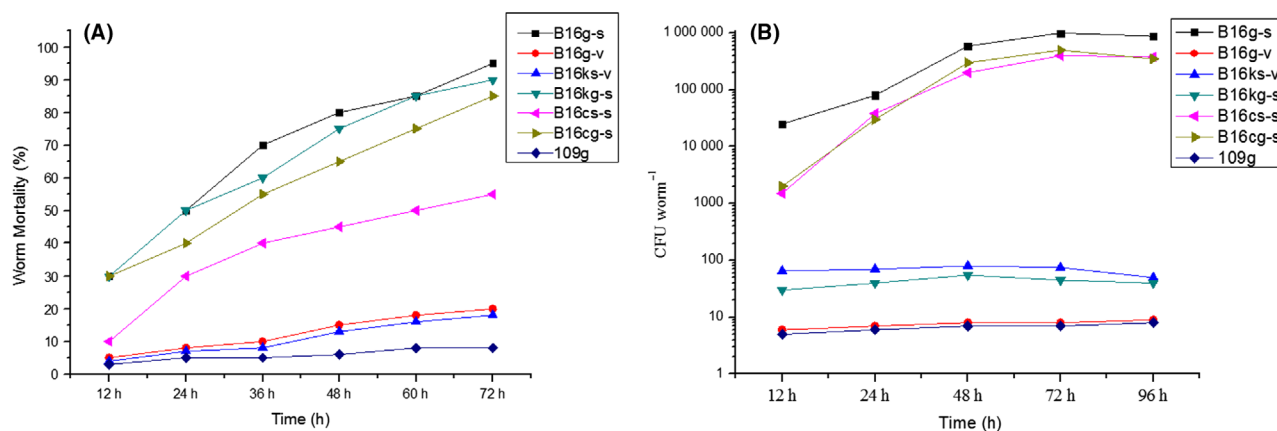 (A)
B16g-s
B16g-v
B16ks-v
B16kg-s
B16cs-s
B16cg-s
109g
Worm Mortality (%)
100
90
80
70
60
50
40
30
20
10
0
12 h 24 h 36 h 48 h 60 h 72 h
Time (h)
(B)
B16g-s
B16g-v
B16ks-v
B16kg-s
B16cs-s
B16cg-s
109g
CFU worm⁻¹
1 000 000
100 000
10 000
1000
100
10
1
12 h 24 h 48 h 72 h 96 h
Time (h)